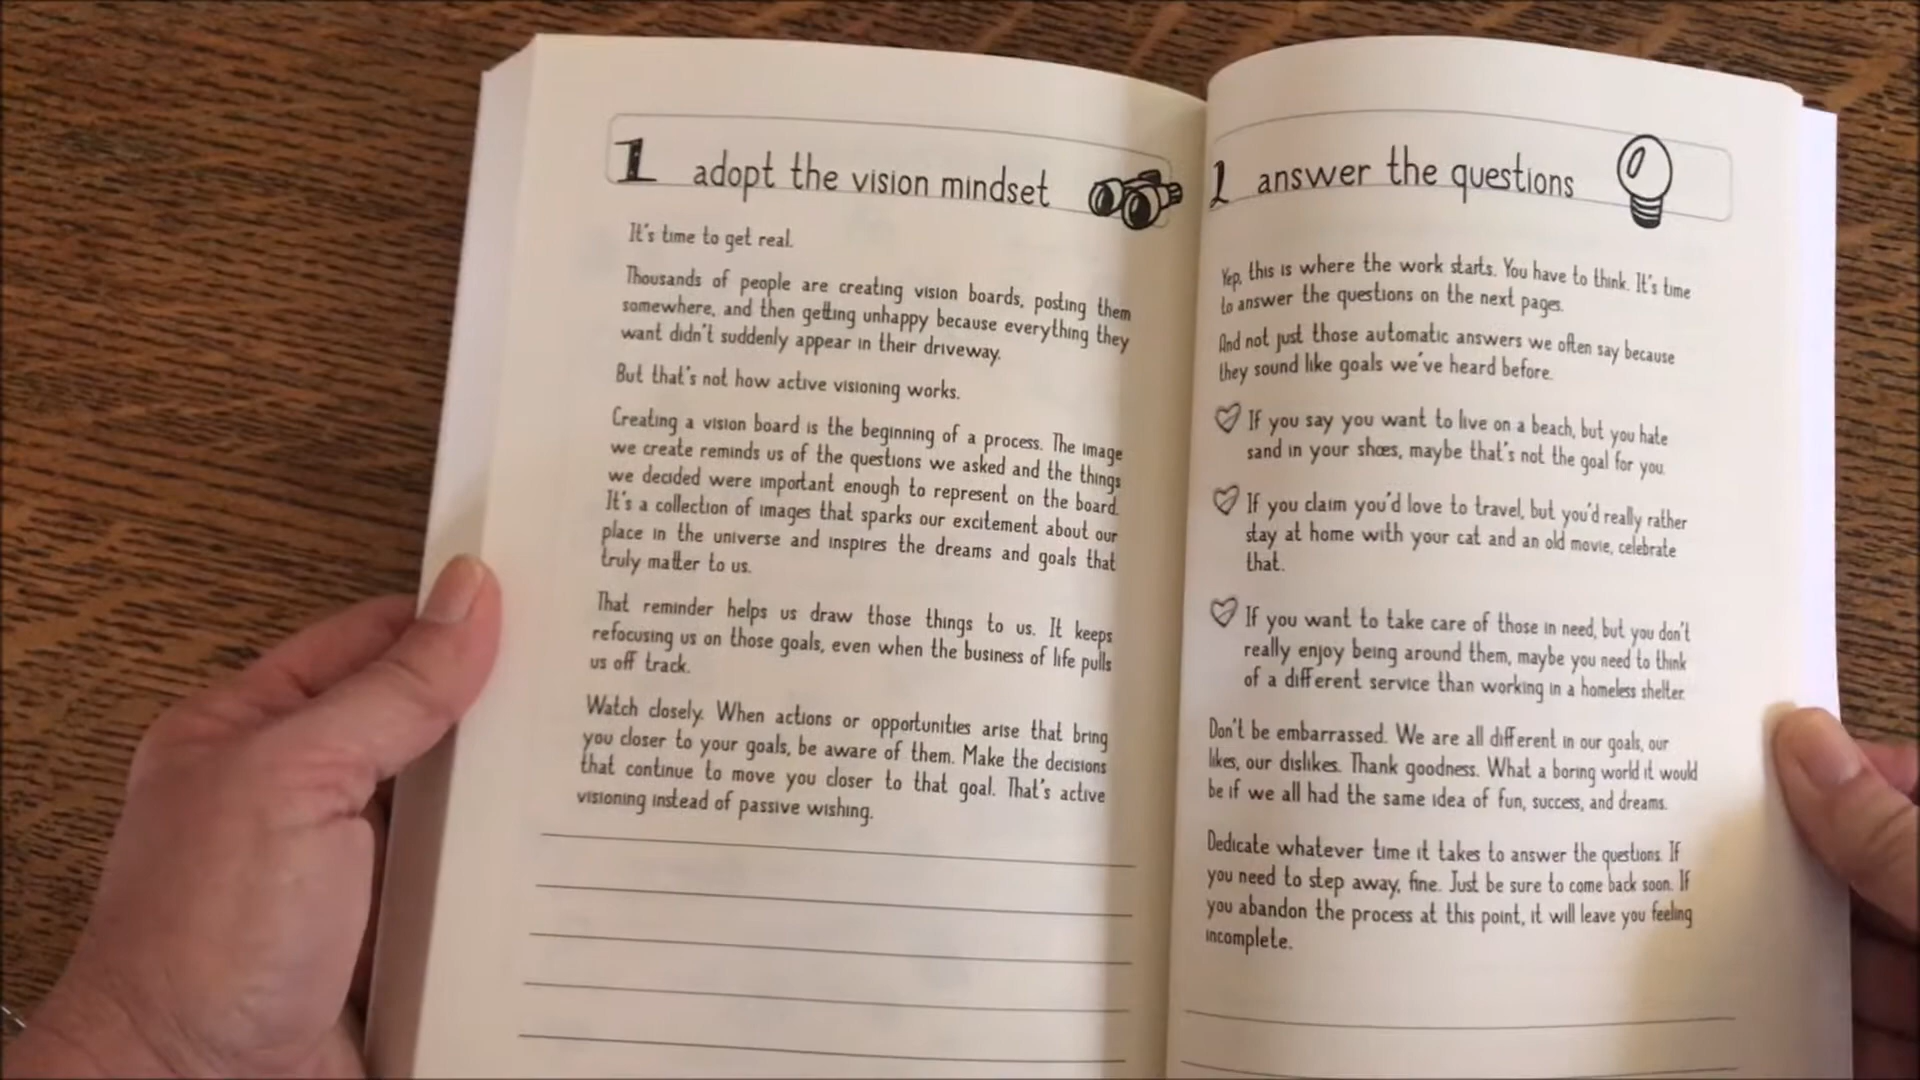 1 adopt the vision mindset
It's time to get real.
Thousands of people are creating vision boards, posting them
somewhere, and then getting unhappy because everything they
want didn't suddenly appear in their driveway.
But that's not how active visioning works.
Creating a vision board is the beginning of a process. The image
we create reminds us of the questions we asked and the things
we decided were important enough to represent on the board.
It's a collection of images that sparks our excitement about our
place in the universe and inspires the dreams and goals that
truly matter to us.
That reminder helps us draw those things to us. It keeps
refocusing us on those goals, even when the business of life pulls
us off track.
Watch closely. When actions or opportunities arise that bring
you closer to your goals, be aware of them. Make the decisions
that continue to move you closer to that goal. That's active
visioning instead of passive wishing.
2 answer the questions
Yep, this is where the work starts. You have to think. It's time
to answer the questions on the next pages.
And not just those automatic answers we often say because
they sound like goals we've heard before.
If you say you want to live on a beach, but you hate
sand in your shoes, maybe that's not the goal for you.
If you claim you'd love to travel, but you'd really rather
stay at home with your cat and an old movie, celebrate
that.
If you want to take care of those in need, but you don't
really enjoy being around them, maybe you need to think
of a different service than working in a homeless shelter.
Don't be embarrassed. We are all different in our goals, our
likes, our dislikes. Thank goodness. What a boring world it would
be if we all had the same idea of fun, success, and dreams.
Dedicate whatever time it takes to answer the questions. If
you need to step away, fine. Just be sure to come back soon. If
you abandon the process at this point, it will leave you feeling
incomplete.